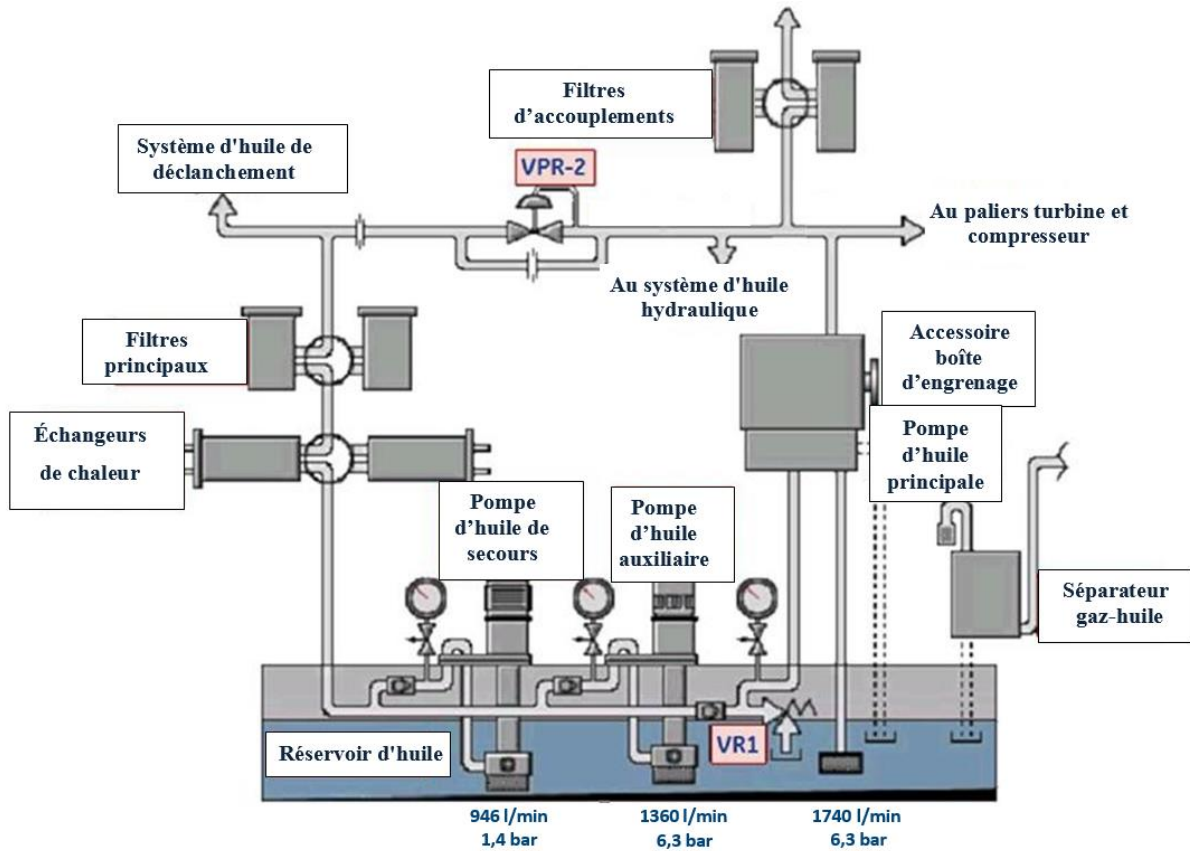 Filtres
d'accouplements
Système d'huile de
déclanchement
VPR-2
Au paliers turbine et
compresseur
Au système d'huile
hydraulique
Filtres
principaux
Accessoire
boîte
d'engrenage
Échangeurs
de chaleur
Pompe
d'huile
principale
Pompe
d'huile de
secours
Pompe
d'huile
auxiliaire
Séparateur
gaz-huile
Réservoir d'huile
VR1
946 l/min
1,4 bar
1360 l/min
6,3 bar
1740 l/min
6,3 bar